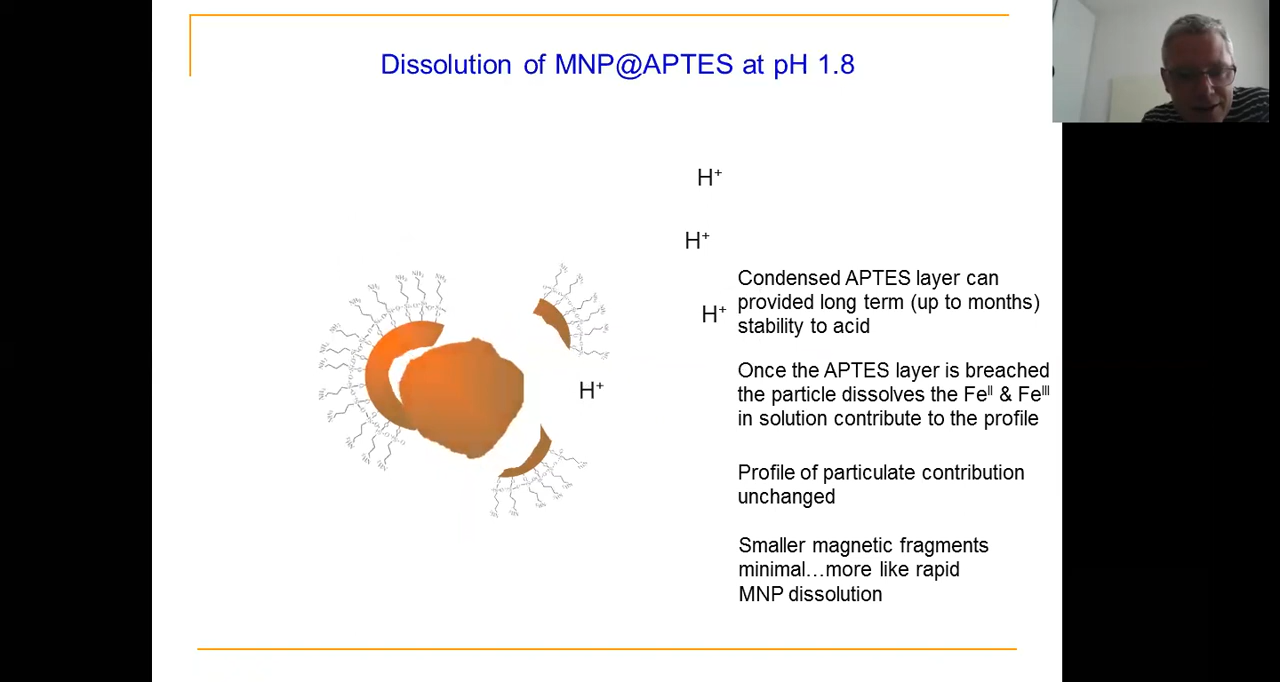 Dissolution of MNP@APTES at pH 1.8
H⁺
H⁺
H⁺
H⁺
Condensed APTES layer can
provided long term (up to months)
stability to acid
Once the APTES layer is breached
the particle dissolves the Feᴵᴵ & Feᴵᴵᴵ
in solution contribute to the profile
Profile of particulate contribution
unchanged
Smaller magnetic fragments
minimal…more like rapid
MNP dissolution